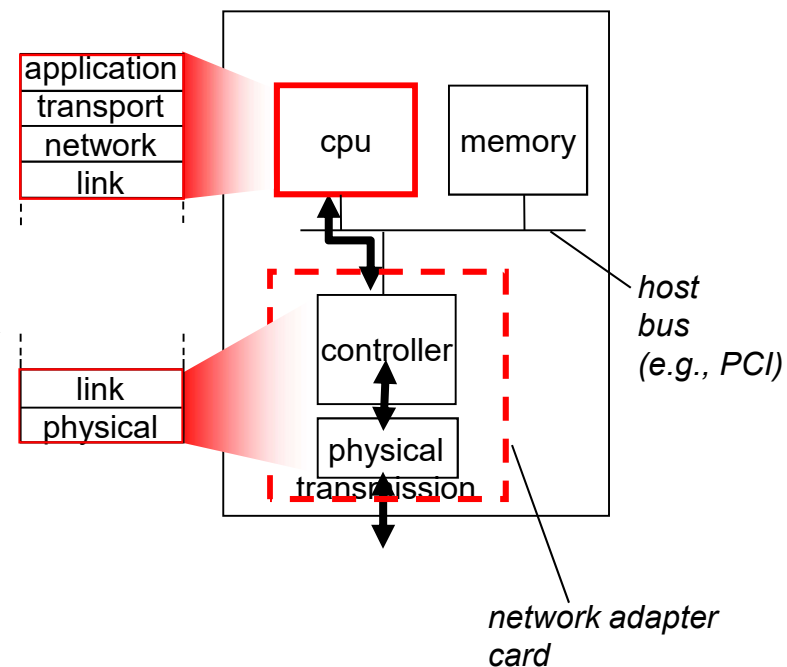 application
transport
network
link
cpu
memory
host
bus
(e.g., PCI)
controller
link
physical
physical
transmission
network adapter
card